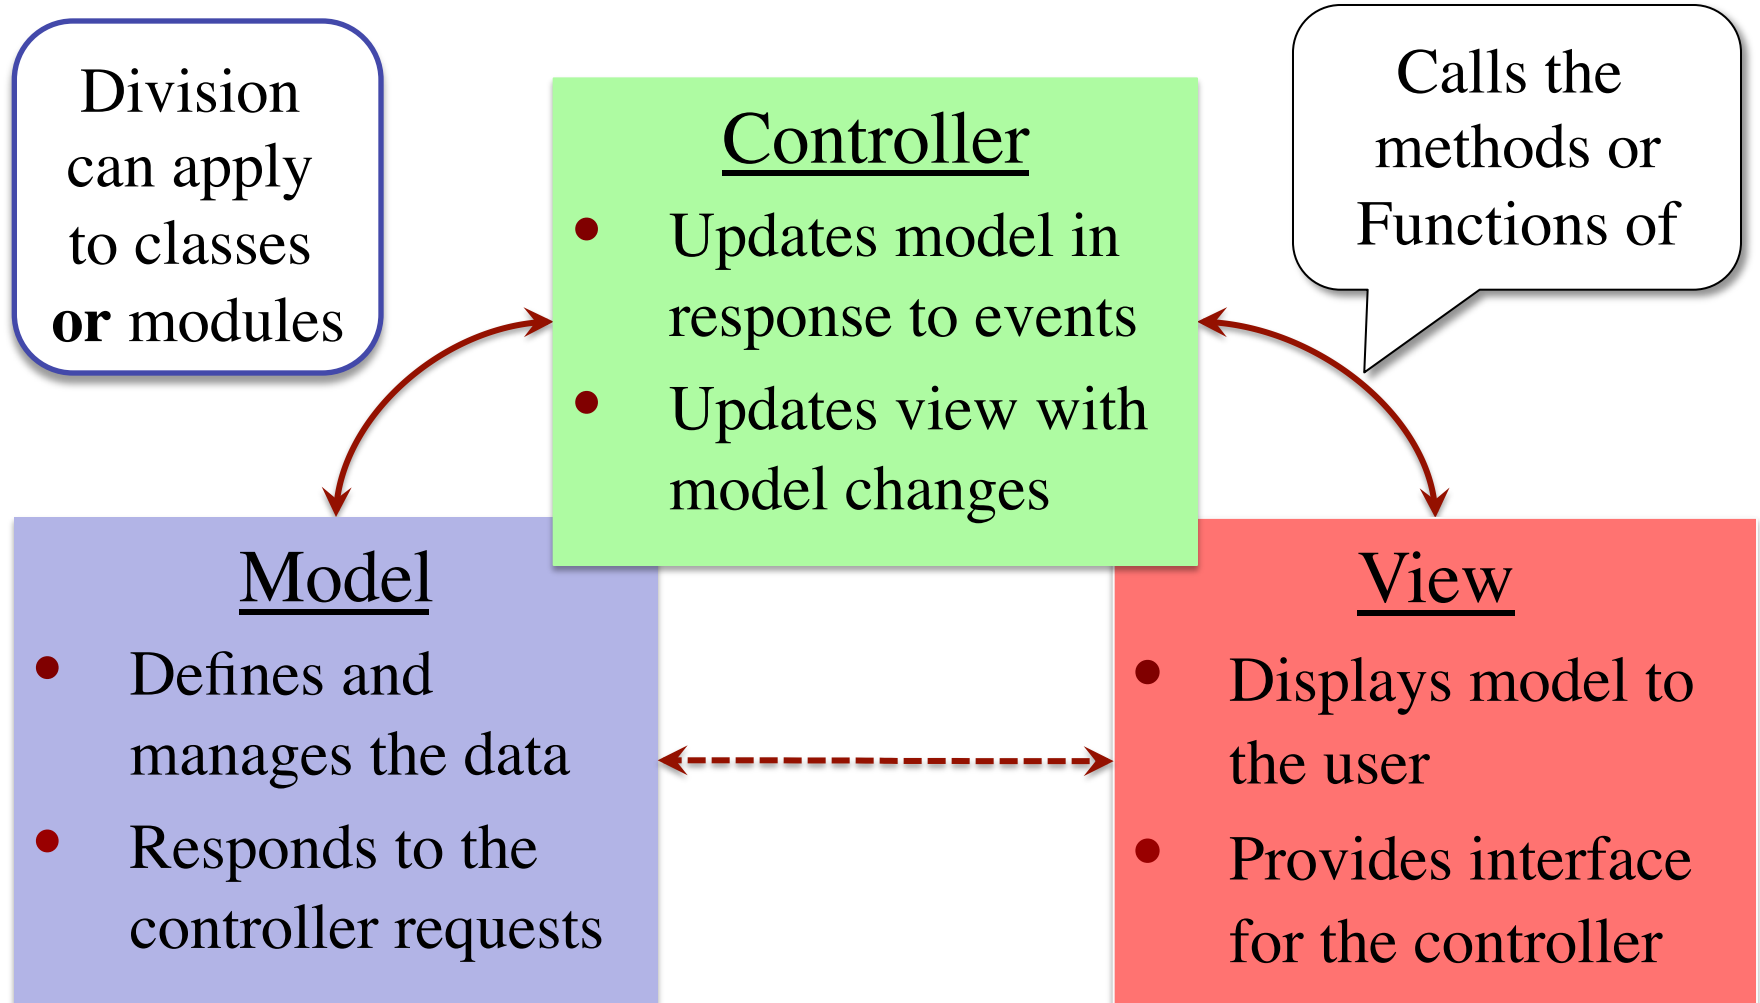 Division
can apply
to classes
or modules
Controller
• Updates model in
response to events
• Updates view with
model changes
Calls the
methods or
Functions of
Model
• Defines and
manages the data
• Responds to the
controller requests
View
• Displays model to
the user
• Provides interface
for the controller